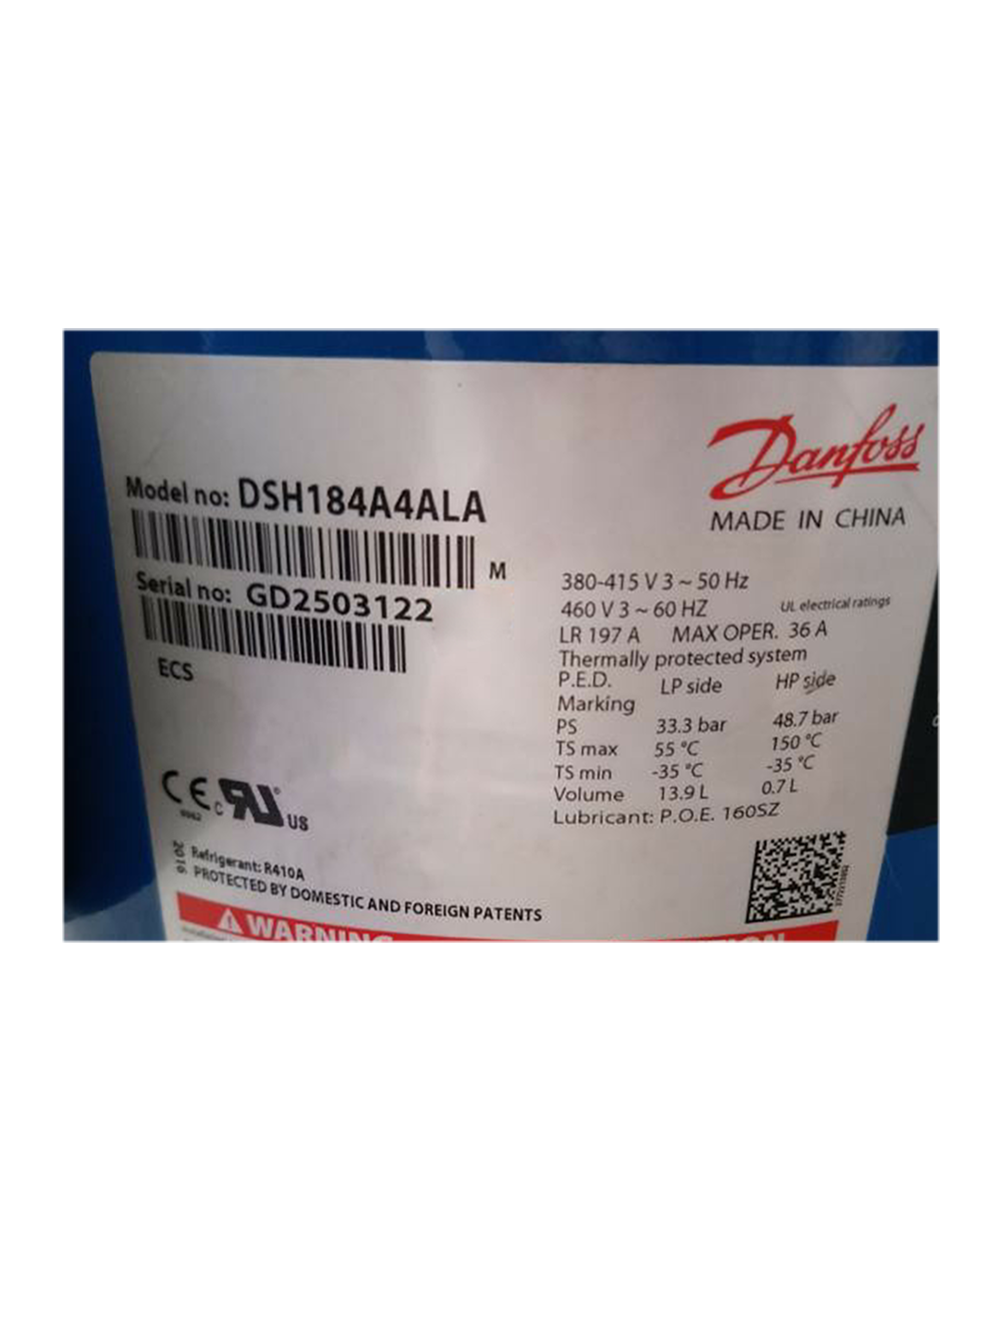 Danfoss
MADE IN CHINA
Model no: DSH184A4ALA
M
Serial no: GD2503122
ECS
380-415 V 3 ~ 50 Hz
460 V 3 ~ 60 HZ UL electrical ratings
LR 197 A MAX OPER. 36 A
Thermally protected system
P.E.D. LP side HP side
Marking
PS 33.3 bar 48.7 bar
TS max 55 °C 150 °C
TS min -35 °C -35 °C
Volume 13.9 L 0.7 L
Lubricant: P.O.E. 160SZ
CE
0062
c RU US
2016
Refrigerant: R410A
PROTECTED BY DOMESTIC AND FOREIGN PATENTS
WARNING